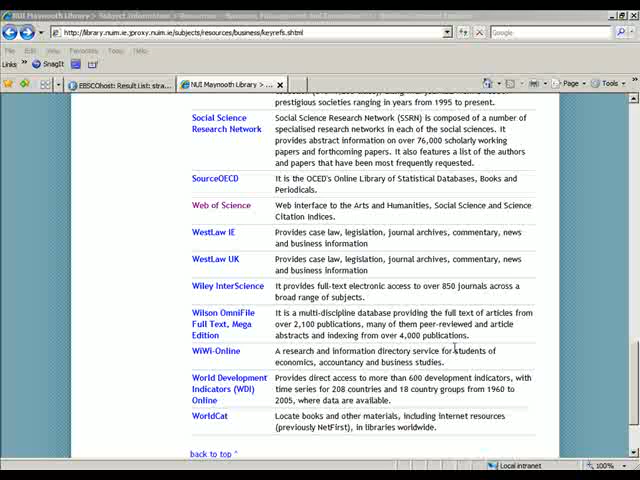 NUI Maynooth Library > Subject Information
http://library.nuim.ie.jproxy.nuim.ie/subjects/resources/business/keyrefs.shtml
Google
File Edit View Favorites Tools Help
Links » SnagIt
EBSCOhost: Result List: stra...
NUI Maynooth Library > ...
Page
Tools
prestigious societies ranging in years from 1995 to present.
Social Science Social Science Research Network (SSRN) is composed of a number of
Research Network specialised research networks in each of the social sciences. It
provides abstract information on over 76,000 scholarly working
papers and forthcoming papers. It also features a list of the authors
and papers that have been most frequently requested.
SourceOECD It is the OCED's Online Library of Statistical Databases, Books and
Periodicals.
Web of Science Web interface to the Arts and Humanities, Social Science and Science
Citation Indices.
WestLaw IE Provides case law, legislation, journal archives, commentary, news
and business information
WestLaw UK Provides case law, legislation, journal archives, commentary, news
and business information
Wiley InterScience It provides full-text electronic access to over 850 journals across a
broad range of subjects.
Wilson OmniFile It is a multi-discipline database providing the full text of articles from
Full Text, Mega over 2,100 publications, many of them peer-reviewed and article
Edition abstracts and indexing from over 4,000 publications.
WiWi-Online A research and information directory service for students of
economics, accountancy and business studies.
World Development Provides direct access to more than 600 development indicators, with
Indicators (WDI) time series for 208 countries and 18 country groups from 1960 to
Online 2005, where data are available.
WorldCat Locate books and other materials, including internet resources
(previously NetFirst), in libraries worldwide.
back to top ^
Local intranet
100%